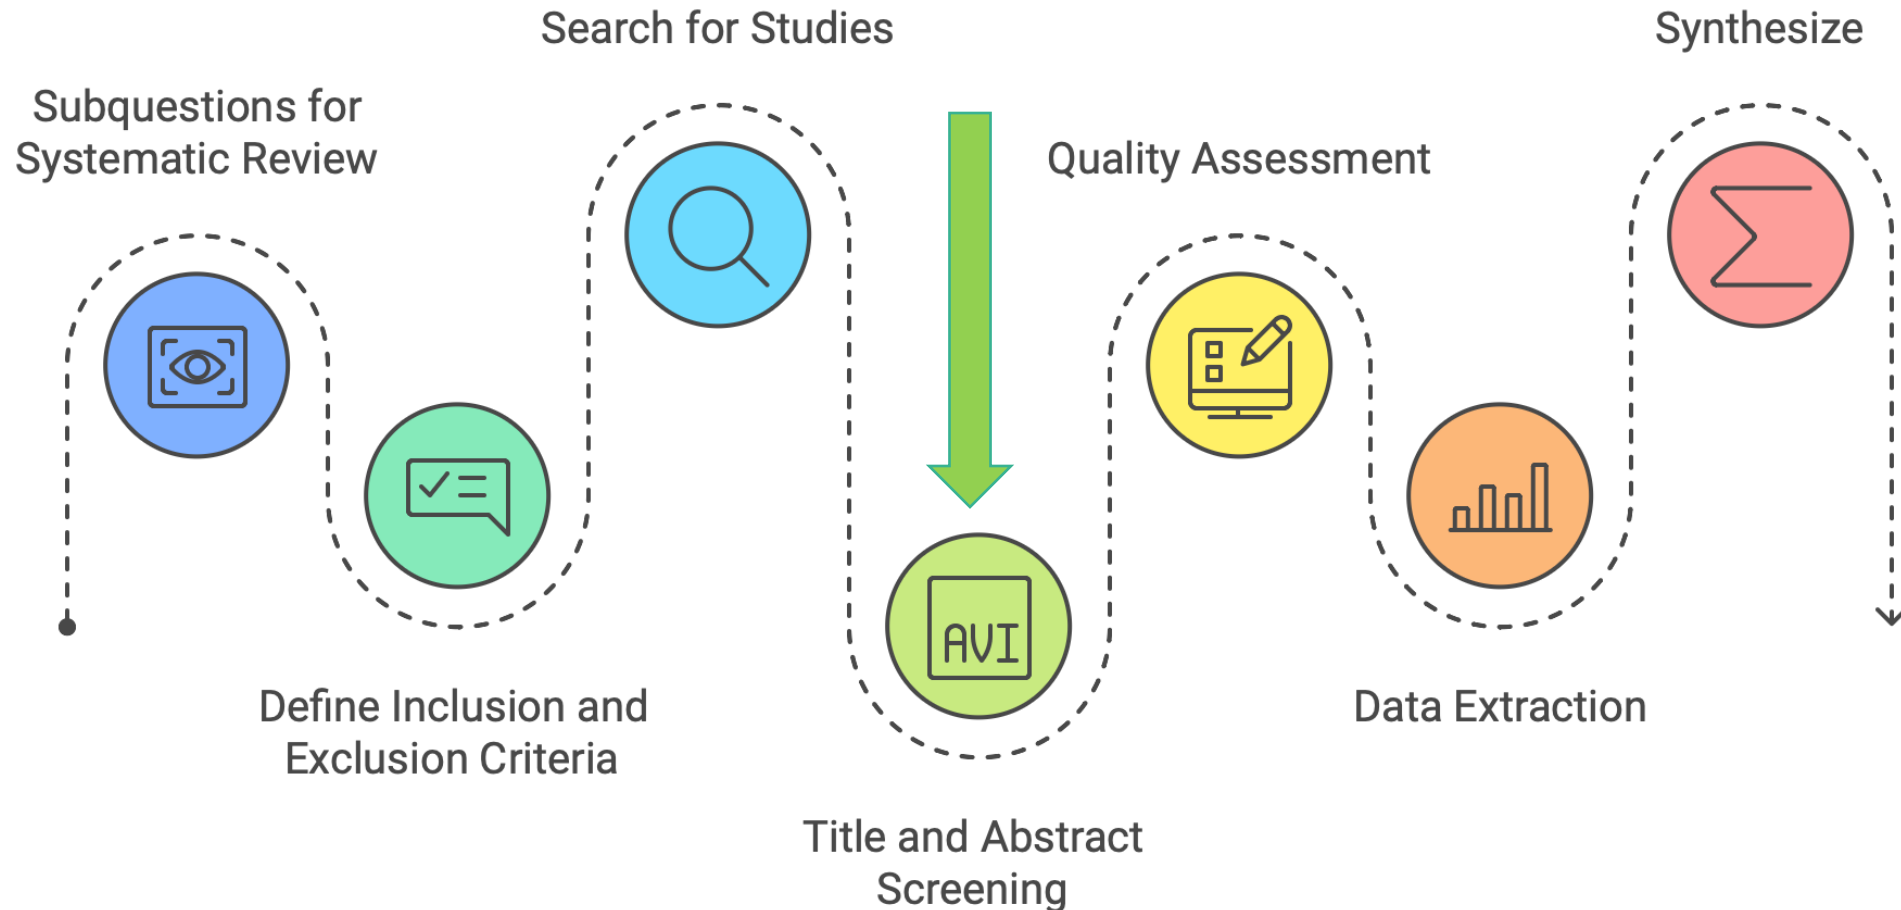 Subquestions for
Systematic Review
Define Inclusion and
Exclusion Criteria
Search for Studies
AVI
Title and Abstract
Screening
Quality Assessment
Data Extraction
Synthesize